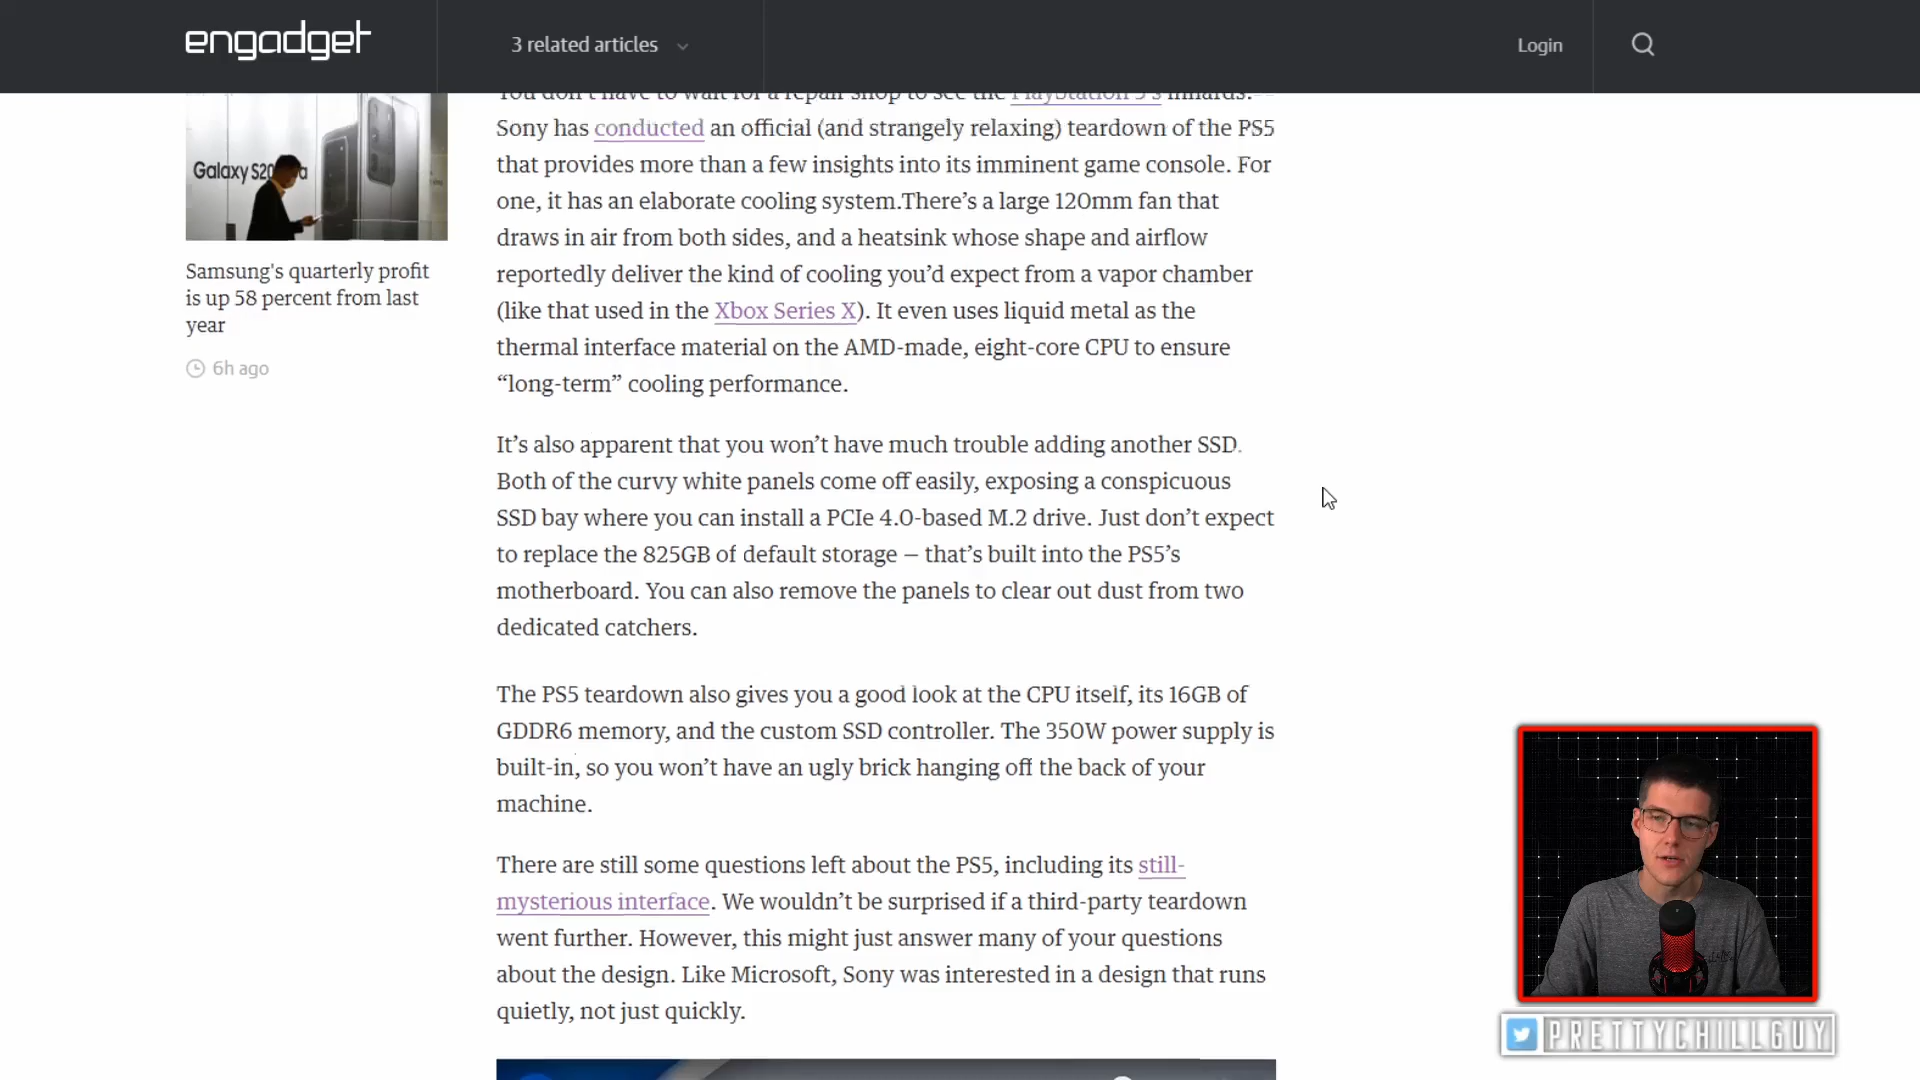 engadget
3 related articles
Login
Galaxy S20
Samsung's quarterly profit
is up 58 percent from last
year
6h ago
You don't have to wait for a repair shop to see the PlayStation 5's innards.
Sony has conducted an official (and strangely relaxing) teardown of the PS5
that provides more than a few insights into its imminent game console. For
one, it has an elaborate cooling system.There’s a large 120mm fan that
draws in air from both sides, and a heatsink whose shape and airflow
reportedly deliver the kind of cooling you’d expect from a vapor chamber
(like that used in the Xbox Series X). It even uses liquid metal as the
thermal interface material on the AMD-made, eight-core CPU to ensure
“long-term” cooling performance.
It’s also apparent that you won’t have much trouble adding another SSD.
Both of the curvy white panels come off easily, exposing a conspicuous
SSD bay where you can install a PCIe 4.0-based M.2 drive. Just don’t expect
to replace the 825GB of default storage — that’s built into the PS5’s
motherboard. You can also remove the panels to clear out dust from two
dedicated catchers.
The PS5 teardown also gives you a good look at the CPU itself, its 16GB of
GDDR6 memory, and the custom SSD controller. The 350W power supply is
built-in, so you won’t have an ugly brick hanging off the back of your
machine.
There are still some questions left about the PS5, including its still-
mysterious interface. We wouldn’t be surprised if a third-party teardown
went further. However, this might just answer many of your questions
about the design. Like Microsoft, Sony was interested in a design that runs
quietly, not just quickly.
PRETTYCHILLGUY